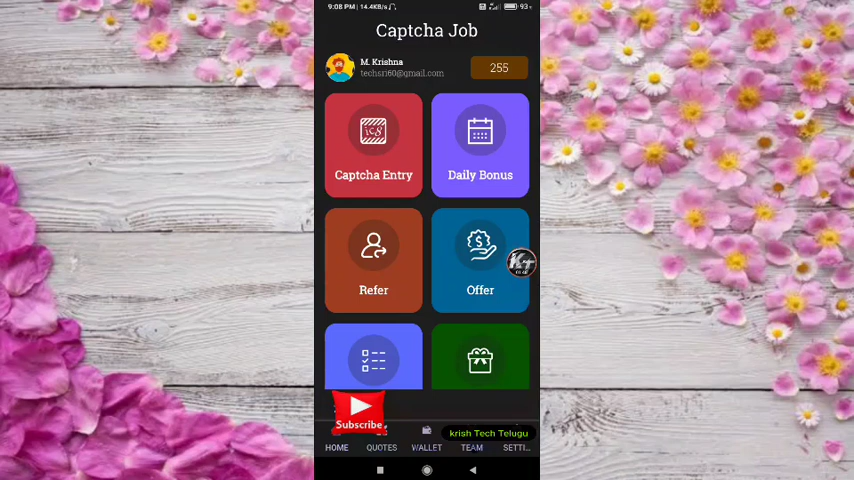 9:08 PM | 14.4KB/s
93
Captcha Job
M. Krishna
techsri60@gmail.com
255
ic8
Captcha Entry
Daily Bonus
Refer
Offer
Subscribe
krish Tech Telugu
HOME
QUOTES
WALLET
TEAM
SETTI...